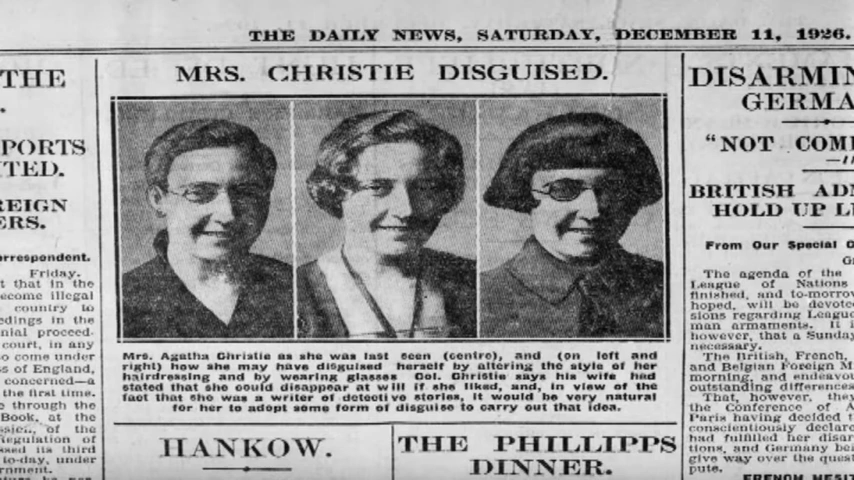 THE DAILY NEWS, SATURDAY, DECEMBER 11, 1926.
THE
PORTS
TED.
REIGN
ERS.
orrespondent.
Friday.
t that in the
ecome illegal
country to
edings in the
nial proceed-
court, in any
o come under
s of England,
concerned—a
the first time.
e through the
Book, at the
of the
Regulation of
ssed its third
to-day, under
rnment.
MRS. CHRISTIE DISGUISED.
Mrs. Agatha Christie as she was last seen (centre), and (on left and
right) how she may have disguised herself by altering the style of her
hairdressing and by wearing glasses Col. Christie says his wife had
stated that she could disappear at will if she liked, and, in view of the
fact that she was a writer of detective stories, it would be very natural
for her to adopt some form of disguise to carry out that idea.
HANKOW.
THE PHILLIPPS
DINNER.
DISARMIN
GERMA
"NOT COM
BRITISH AD
HOLD UP L
From Our Special
The agenda of the
League of Nations
finished, and to-morrow
hoped, will be devote
sions regarding League
man armaments. It i
however, that a Sunday
necessary.
The British, French,
and Belgian Foreign M
morning, and endeavou
outstanding differences
That, however, they
the Conference of A
Paris having decided t
conscientiously declare
had fulfilled her disar
tions, and Germany bei
give way over the quest
pute.